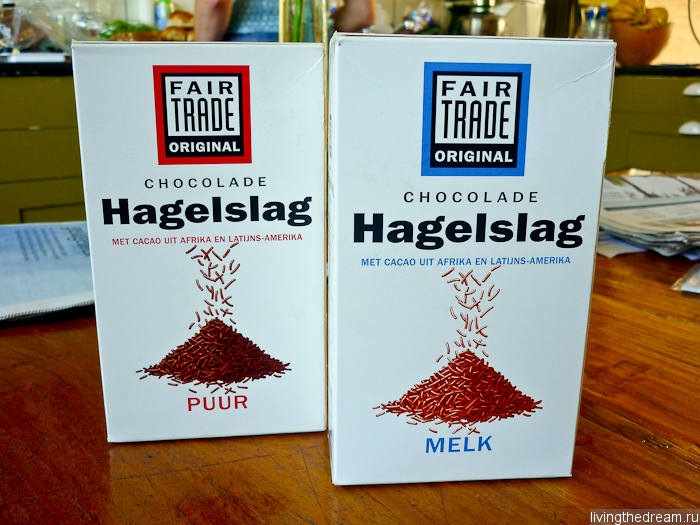 FAIR
TRADE
ORIGINAL
CHOCOLADE
Hagelslag
MET CACAO UIT AFRIKA EN LATIJNS-AMERIKA
PUUR
FAIR
TRADE
ORIGINAL
CHOCOLADE
Hagelslag
MET CACAO UIT AFRIKA EN LATIJNS-AMERIKA
MELK
livingthedream.ru